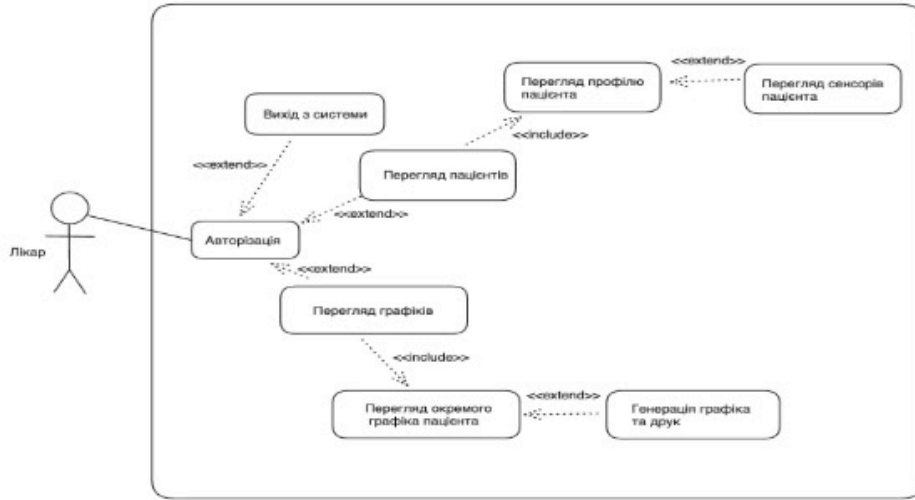 <<extend>>
Перегляд профілю
пацієнта
Перегляд сенсорів
пацієнта
Вихід з системи
<<include>>
<<extend>>
Перегляд пацієнтів
<<extend>>
Лікар
Авторізація
<<extend>>
Перегляд графіків
<<include>>
<<extend>>
Перегляд окремого
графіка пацієнта
Генерація графіка
та друк